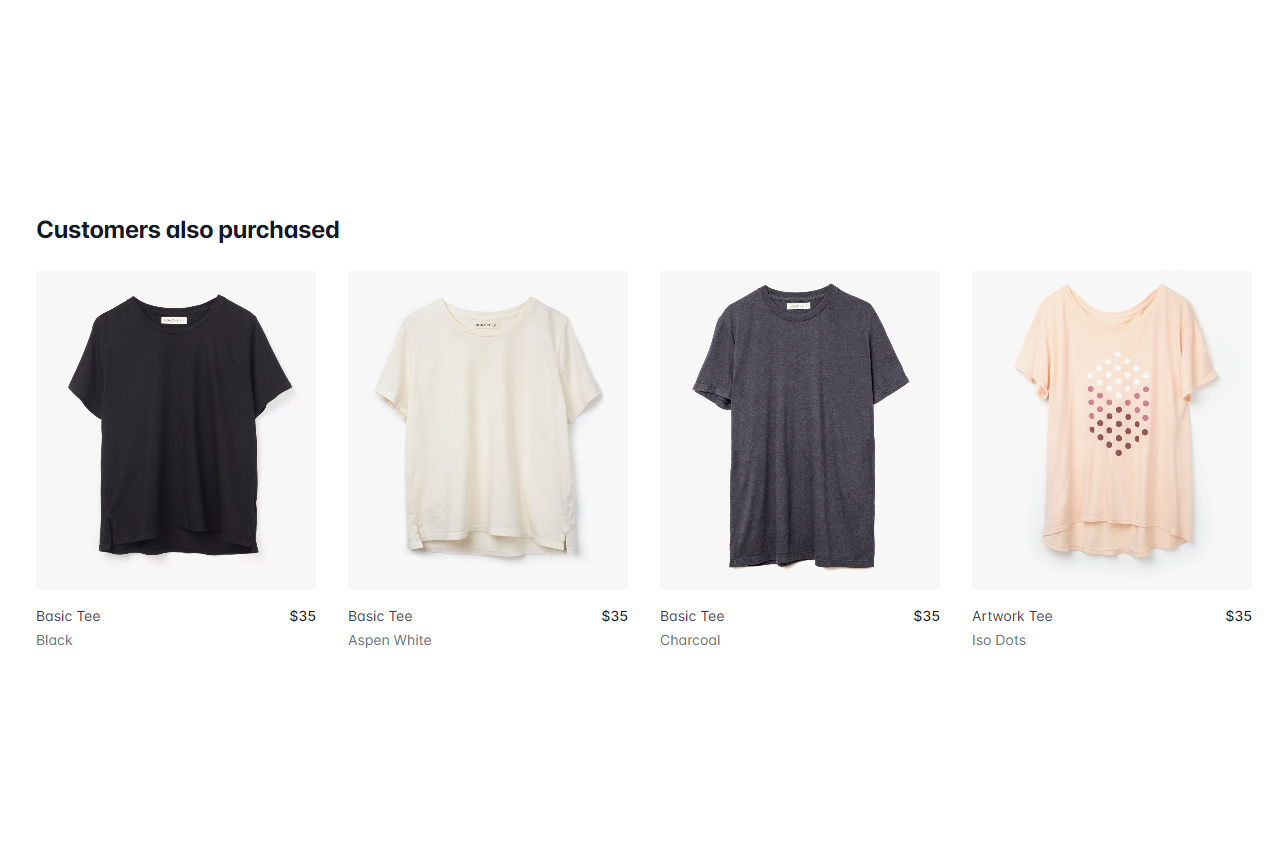 Customers also purchased
Basic Tee $35
Black
Basic Tee $35
Aspen White
Basic Tee $35
Charcoal
Artwork Tee $35
Iso Dots